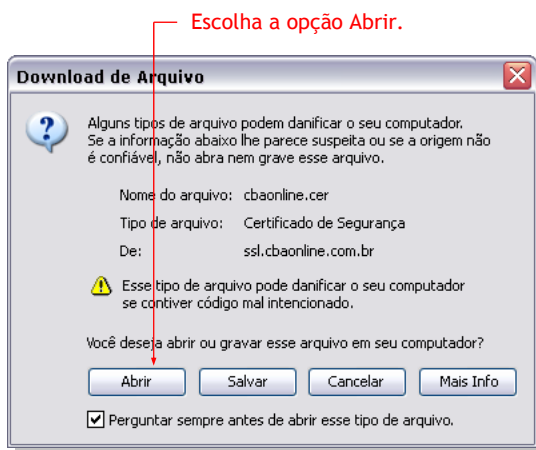 Escolha a opção Abrir.
Download de Arquivo
Alguns tipos de arquivo podem danificar o seu computador.
Se a informação abaixo lhe parece suspeita ou se a origem não
é confiável, não abra nem grave esse arquivo.
Nome do arquivo: cbaonline.cer
Tipo de arquivo: Certificado de Segurança
De: ssl.cbaonline.com.br
Esse tipo de arquivo pode danificar o seu computador
se contiver código mal intencionado.
Você deseja abrir ou gravar esse arquivo em seu computador?
Abrir Salvar Cancelar Mais Info
Perguntar sempre antes de abrir esse tipo de arquivo.